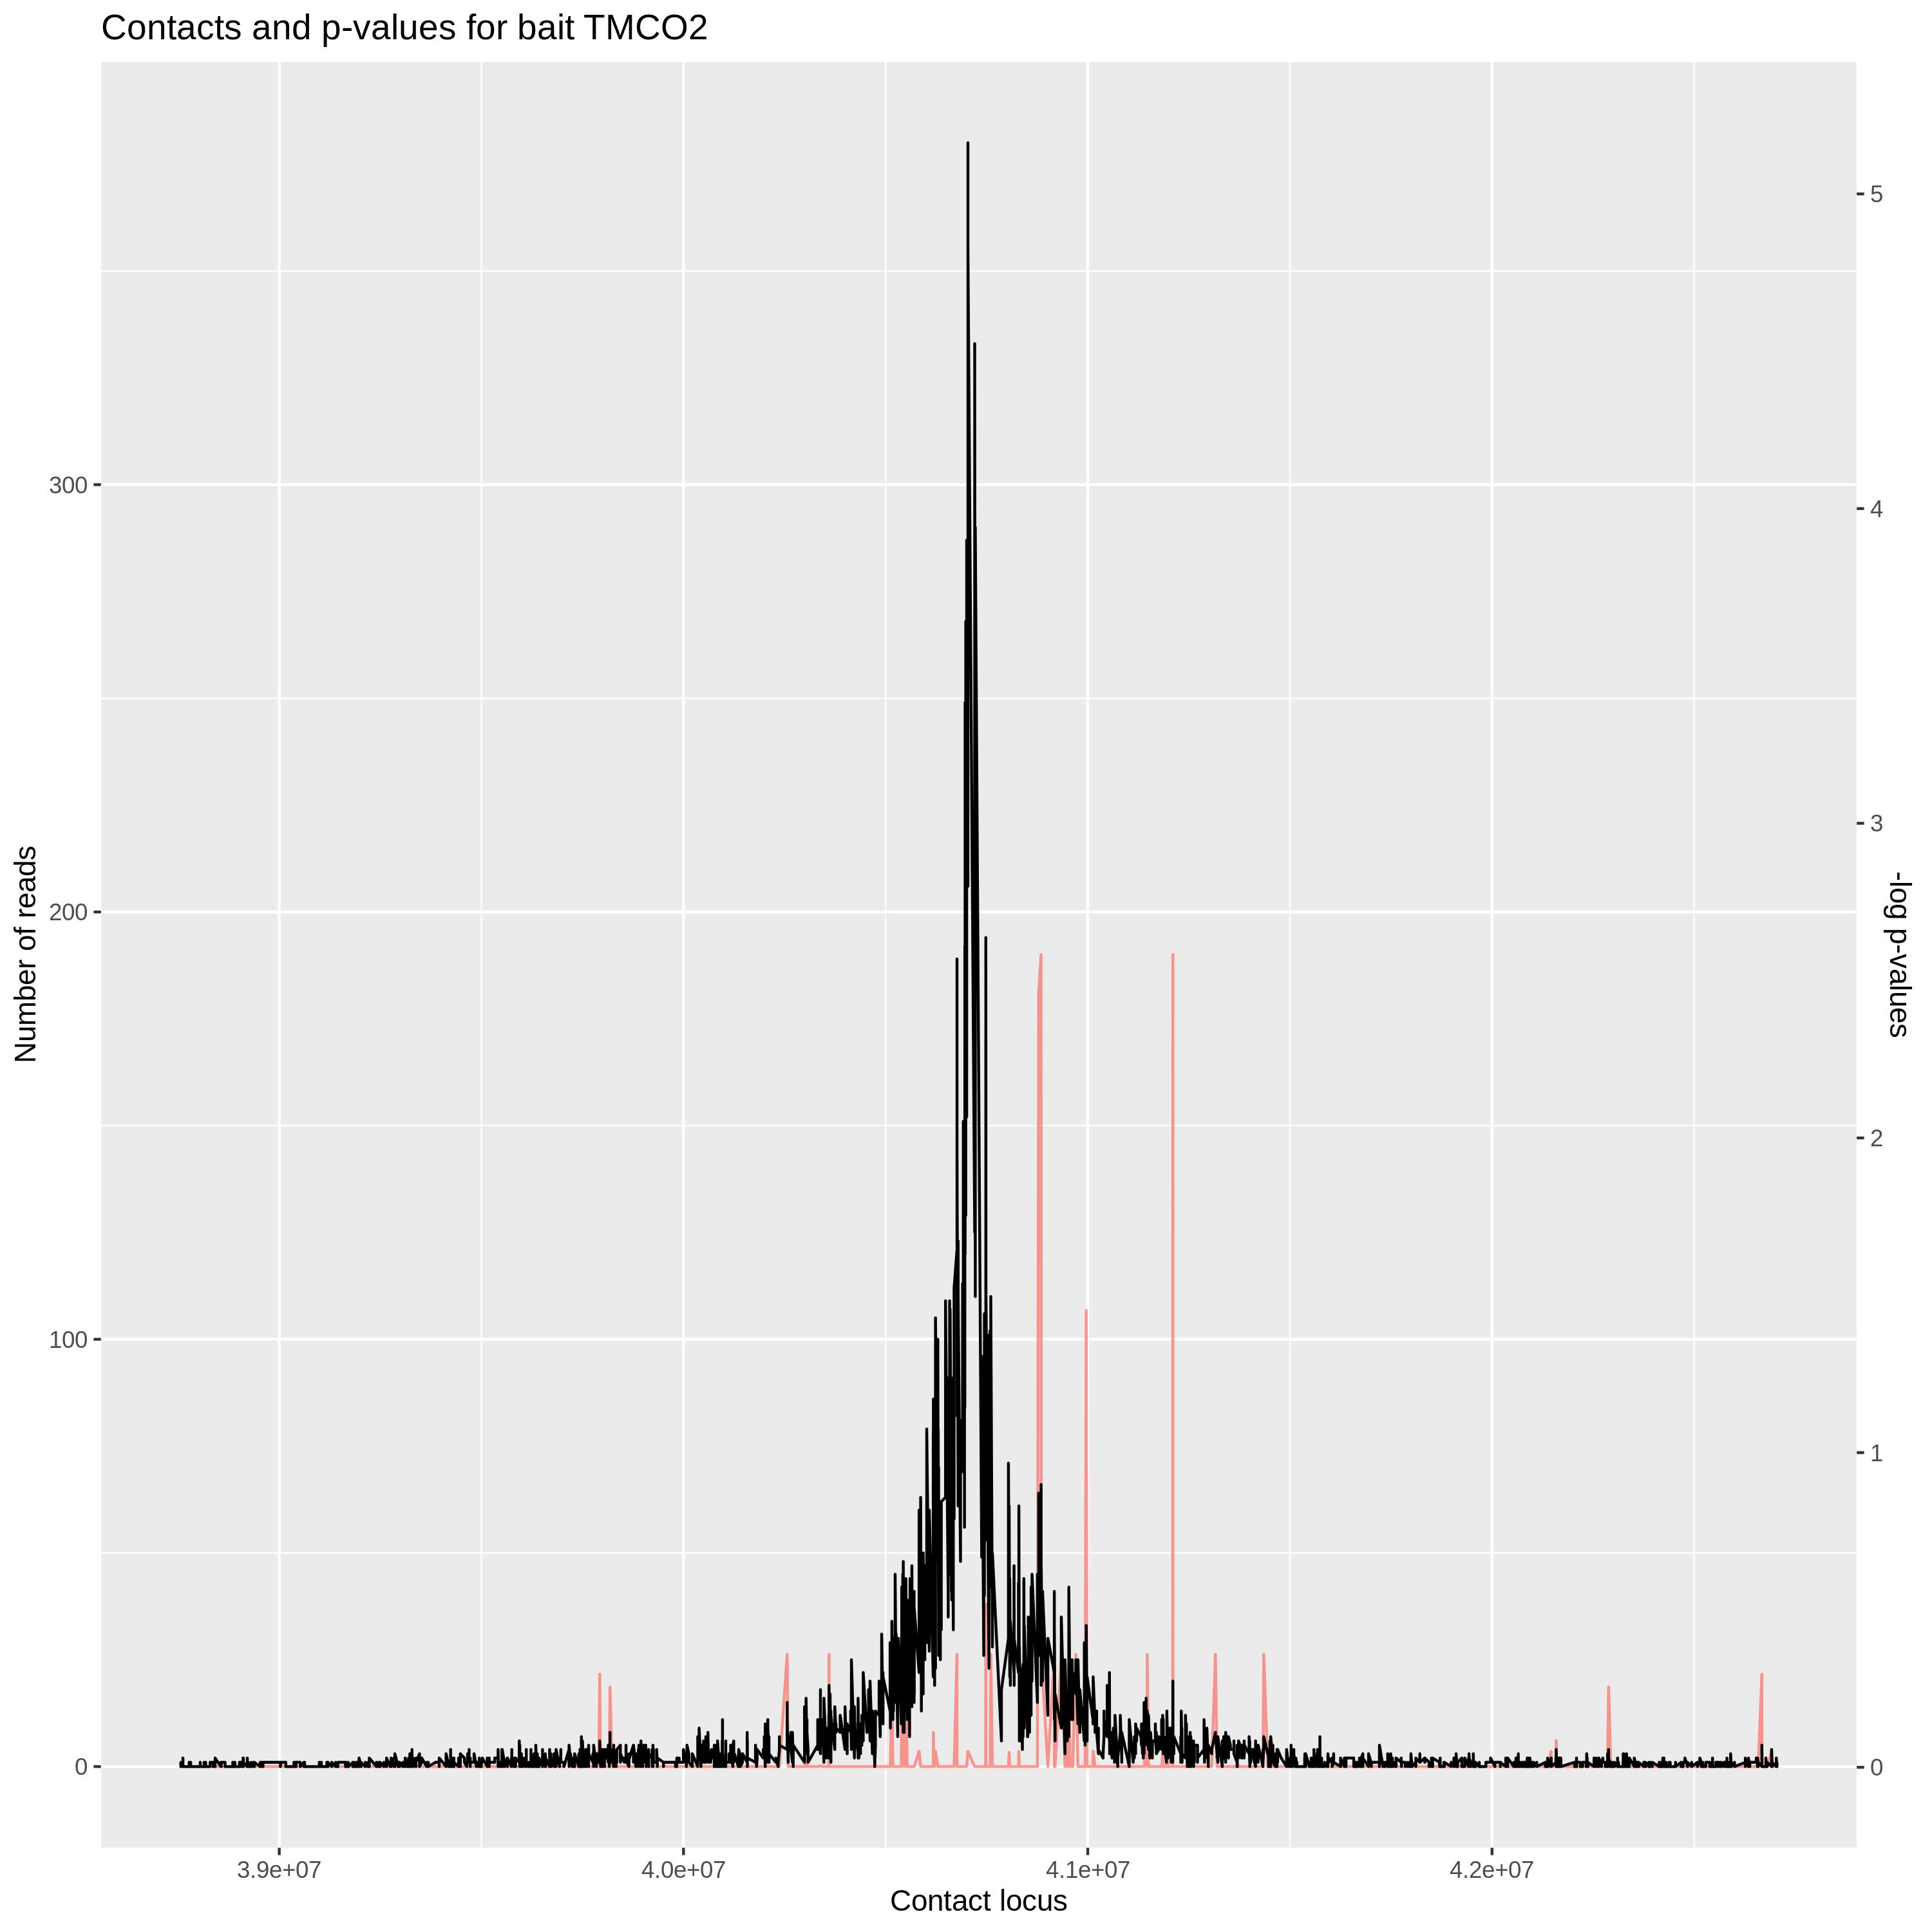 Contacts and p-values for bait TMCO2
Number of reads
300
200
100
0
5
4
3
2
1
0
-log p-values
3.9e+07
4.0e+07
4.1e+07
4.2e+07
Contact locus